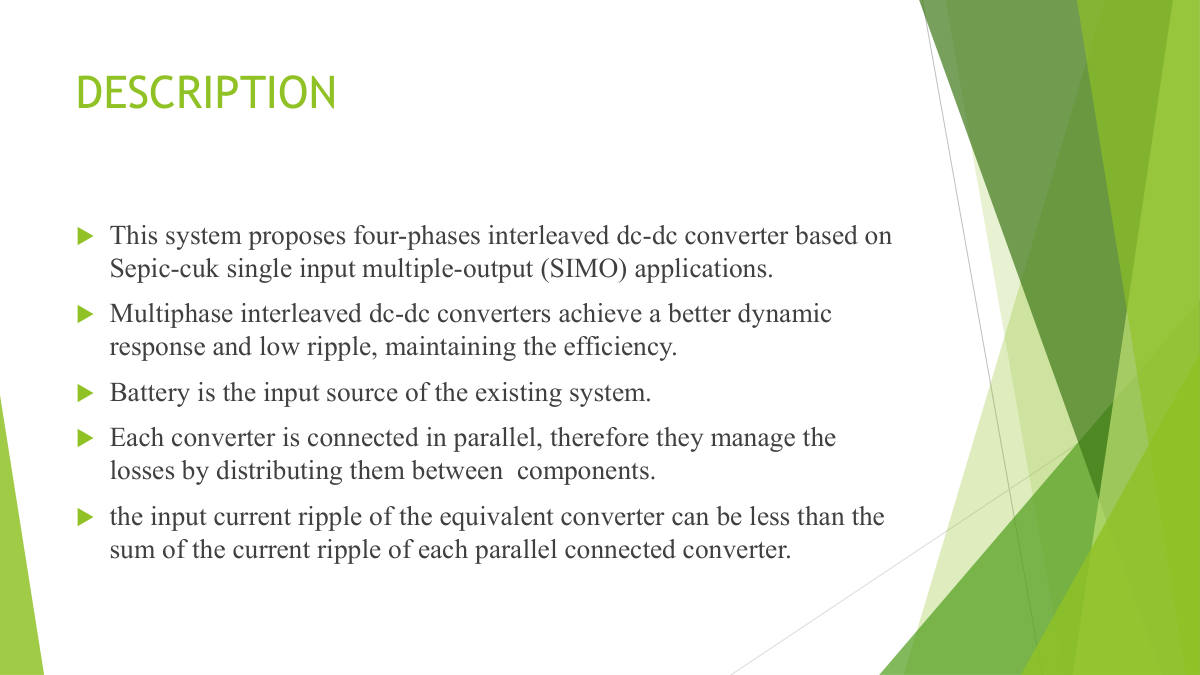 DESCRIPTION
This system proposes four-phases interleaved dc-dc converter based on
Sepic-cuk single input multiple-output (SIMO) applications.
Multiphase interleaved dc-dc converters achieve a better dynamic
response and low ripple, maintaining the efficiency.
Battery is the input source of the existing system.
Each converter is connected in parallel, therefore they manage the
losses by distributing them between  components.
the input current ripple of the equivalent converter can be less than the
sum of the current ripple of each parallel connected converter.